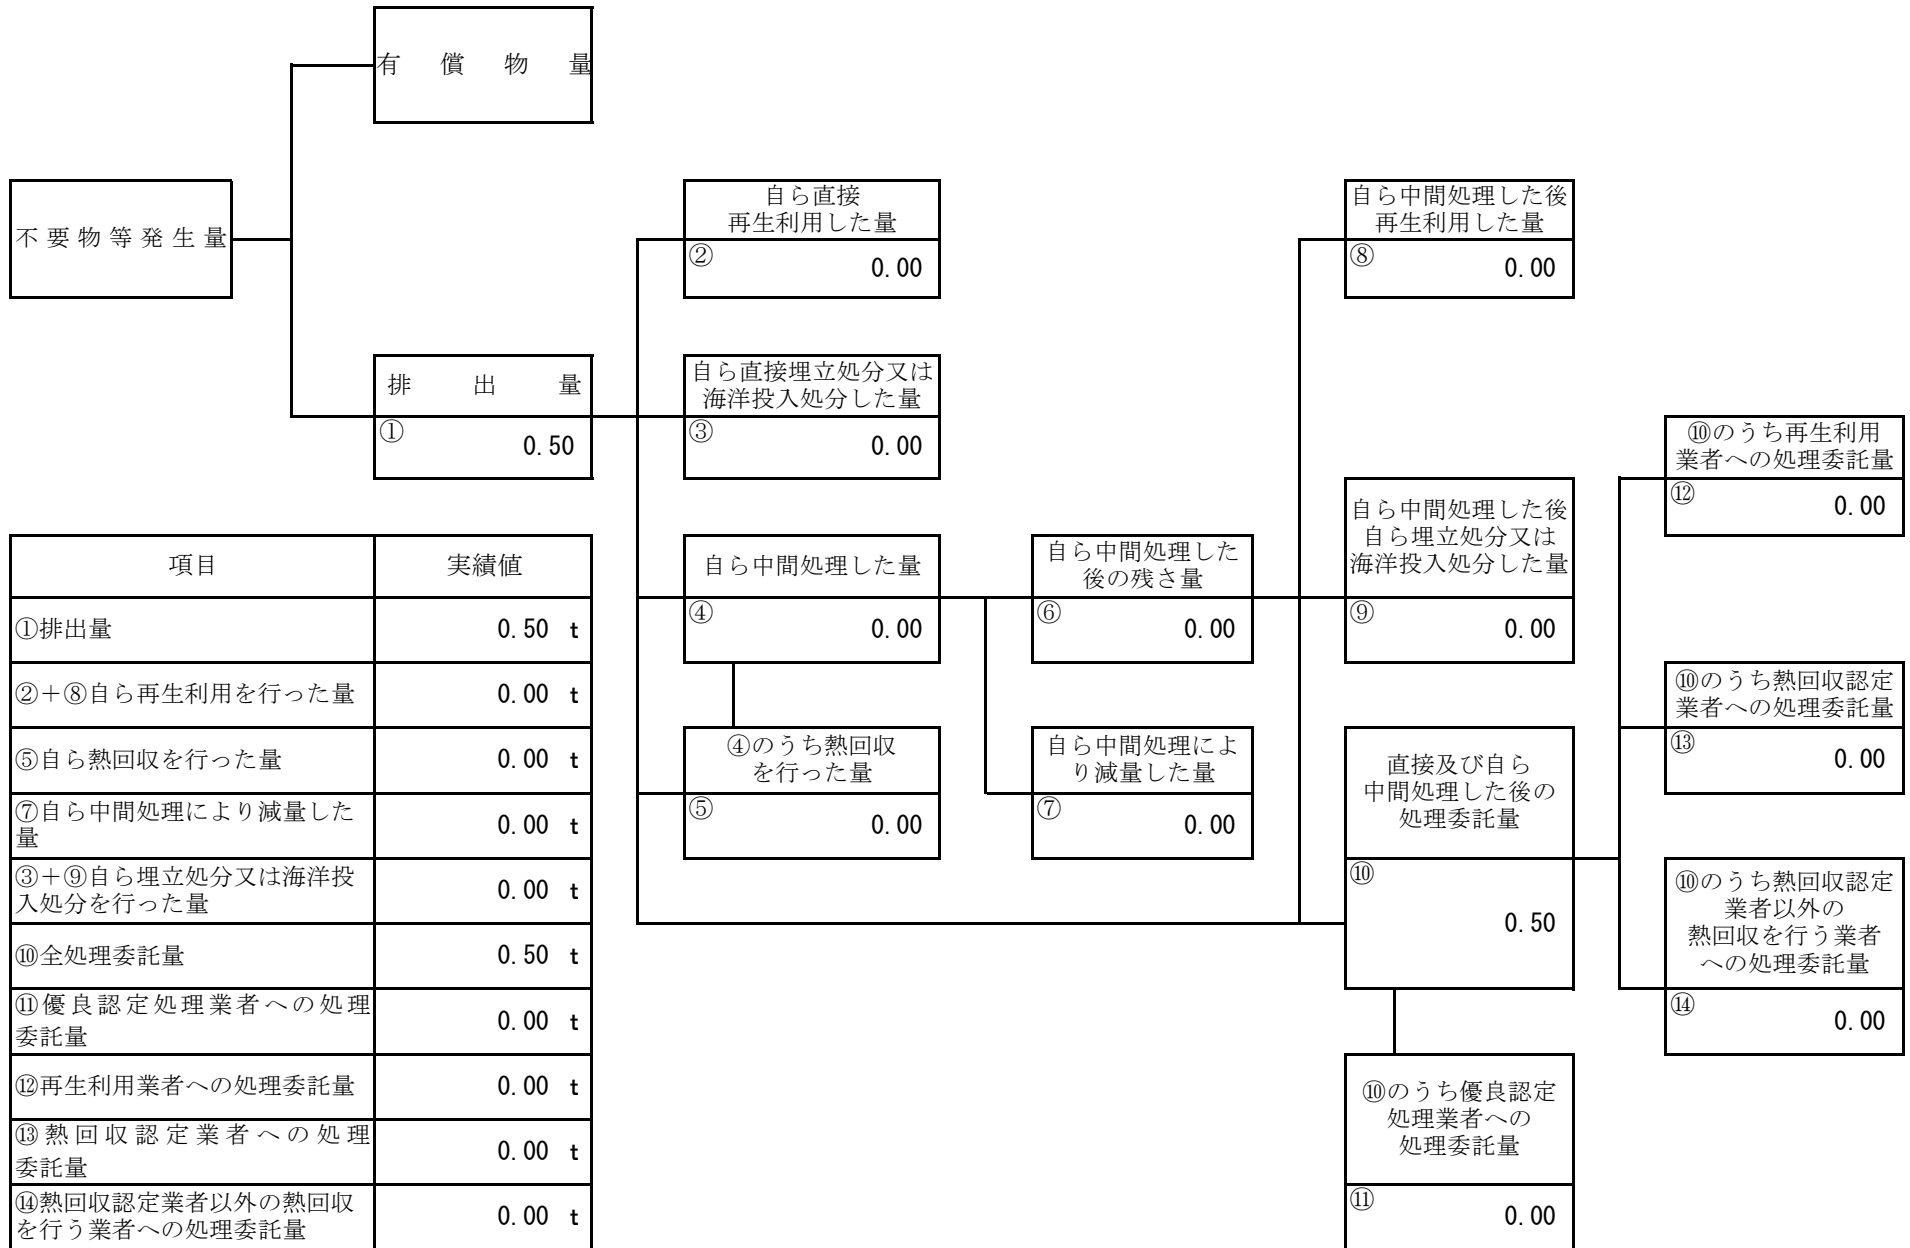 有償物量
不要物等発生量
自ら直接
再生利用した量
②
0.00
自ら中間処理した後
再生利用した量
⑧
0.00
排出量
①
0.50
自ら直接埋立処分又は
海洋投入処分した量
③
0.00
⑩のうち再生利用
業者への処理委託量
⑫
0.00
自ら中間処理した量
④
0.00
自ら中間処理した
後の残さ量
⑥
0.00
自ら中間処理した後
自ら埋立処分又は
海洋投入処分した量
⑨
0.00
⑩のうち熱回収認定
業者への処理委託量
⑬
0.00
④のうち熱回収
を行った量
⑤
0.00
自ら中間処理によ
り減量した量
⑦
0.00
直接及び自ら
中間処理した後の
処理委託量
⑩
0.50
⑩のうち熱回収認定
業者以外の
熱回収を行う業者
への処理委託量
⑭
0.00
⑩のうち優良認定
処理業者への
処理委託量
⑪
0.00
項目 実績値
①排出量 0.50 t
②＋⑧自ら再生利用を行った量 0.00 t
⑤自ら熱回収を行った量 0.00 t
⑦自ら中間処理により減量した
量 0.00 t
③＋⑨自ら埋立処分又は海洋投
入処分を行った量 0.00 t
⑩全処理委託量 0.50 t
⑪優良認定処理業者への処理
委託量 0.00 t
⑫再生利用業者への処理委託量 0.00 t
⑬熱回収認定業者への処理
委託量 0.00 t
⑭熱回収認定業者以外の熱回収
を行う業者への処理委託量 0.00 t